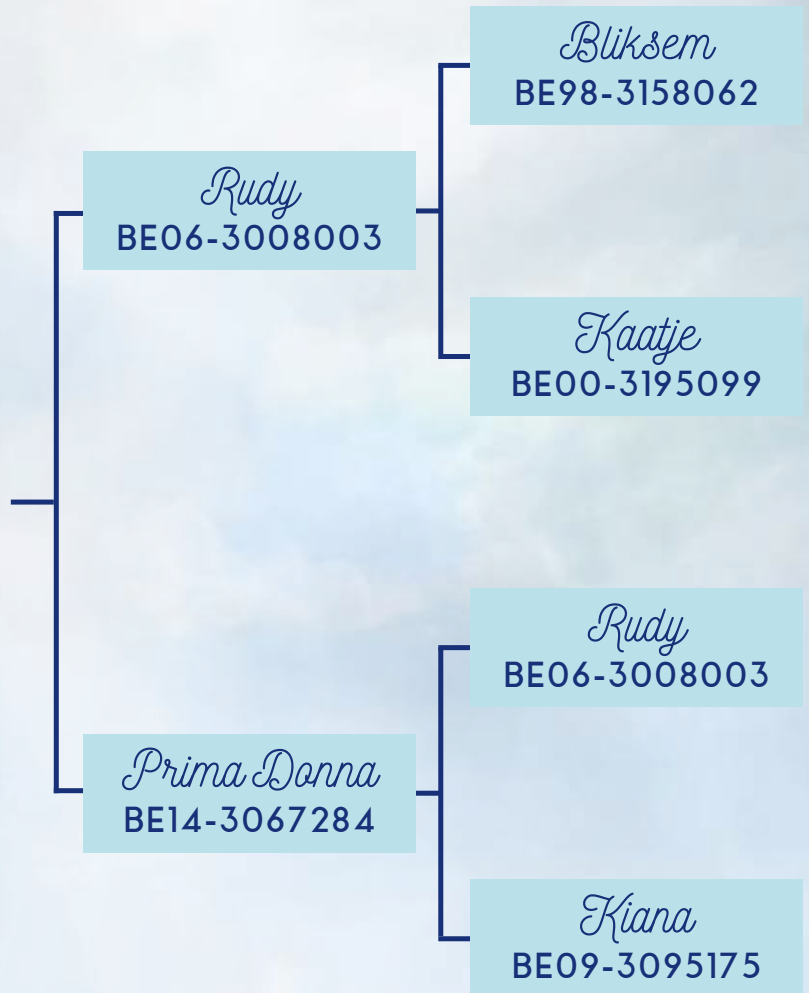 Bliksem
BE98-3158062
Rudy
BE06-3008003
Kaatje
BE00-3195099
Rudy
BE06-3008003
Prima Donna
BE14-3067284
Kiana
BE09-3095175